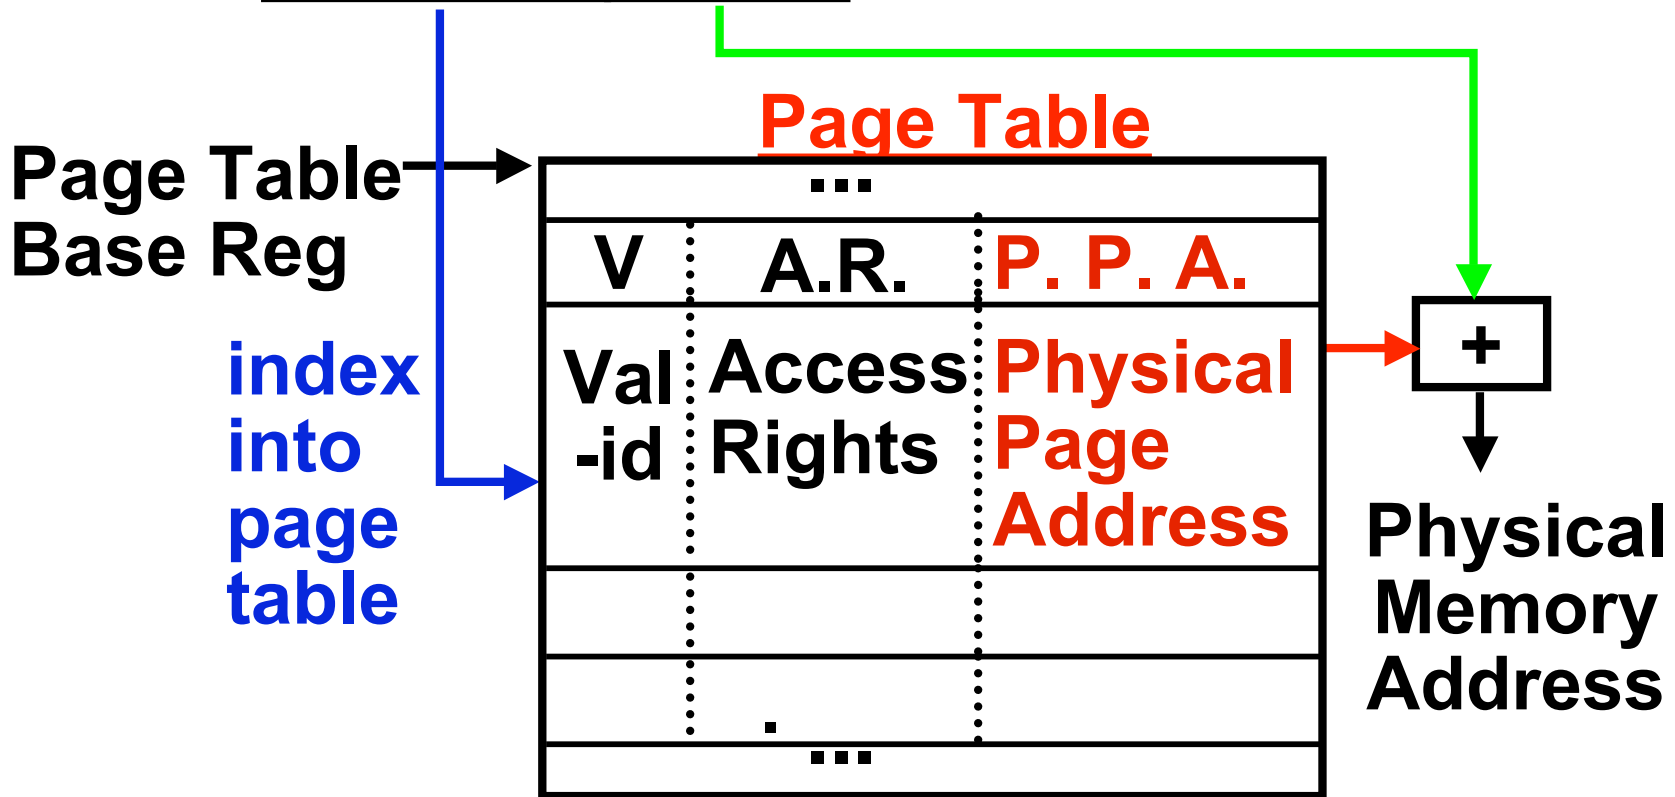 Page Table
Page Table
Base Reg
...
V A.R. P. P. A.
Val
-id
Access
Rights
Physical
Page
Address
+
index
into
page
table
Physical
Memory
Address
.
...